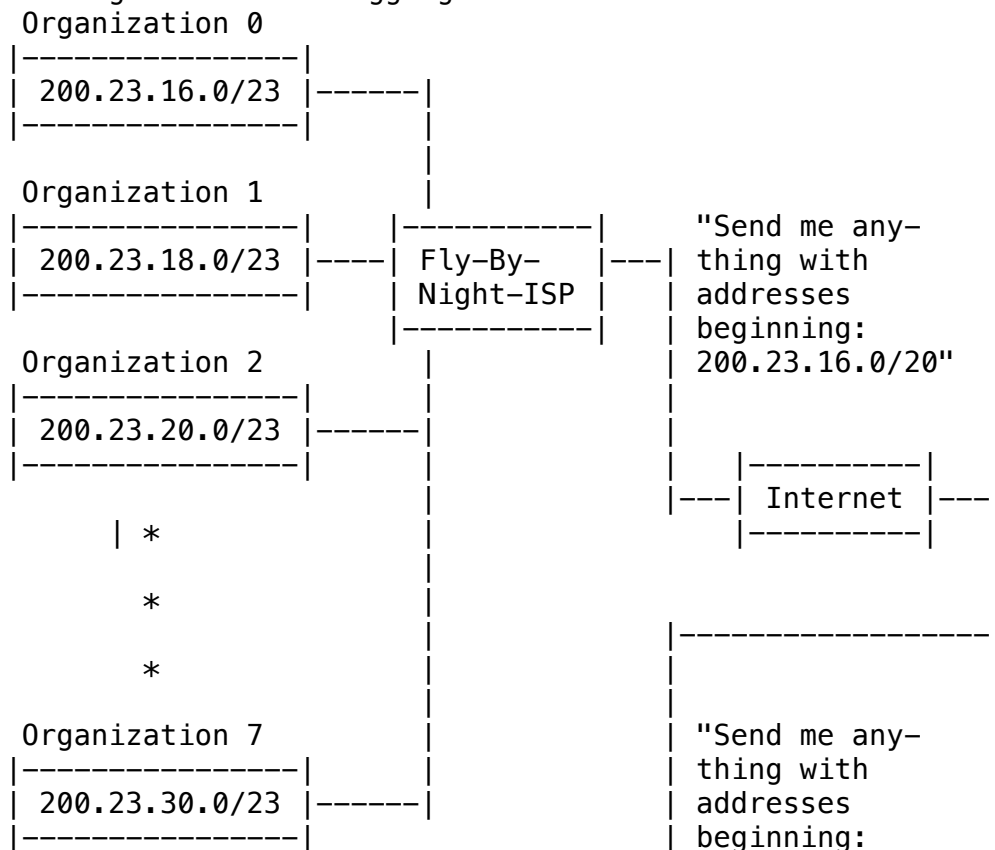 Organization 0
200.23.16.0/23
Organization 1
200.23.18.0/23
Fly-By-
Night-ISP
"Send me any-
thing with
addresses
beginning:
200.23.16.0/20"
Organization 2
200.23.20.0/23
Internet
*
*
*
Organization 7
200.23.30.0/23
"Send me any-
thing with
addresses
beginning: